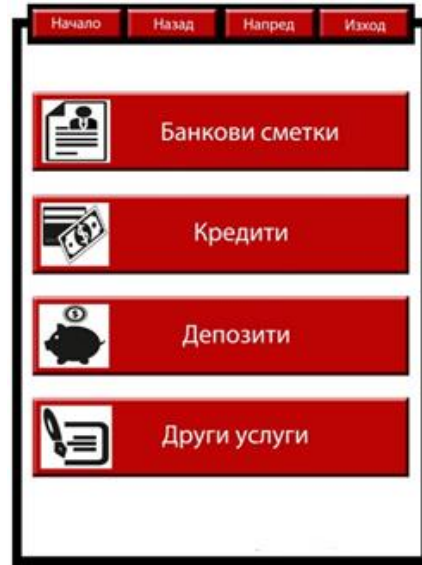 Начало Назад Напред Изход
Банкови сметки
Кредити
Депозити
Други услуги